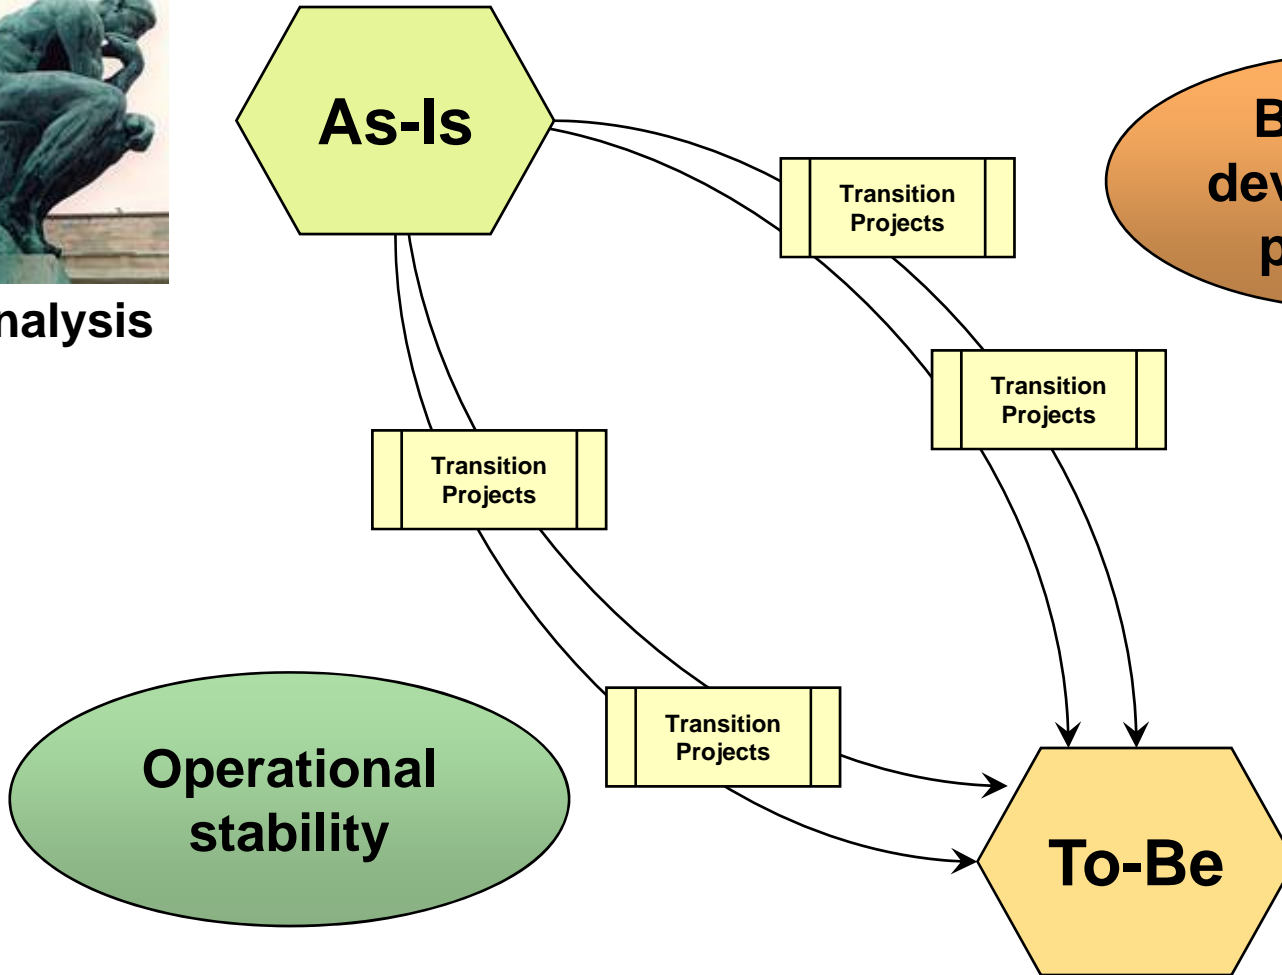 As-Is
Transition
Projects
nalysis
Transition
Projects
Transition
Projects
Transition
Projects
Operational
stability
To-Be